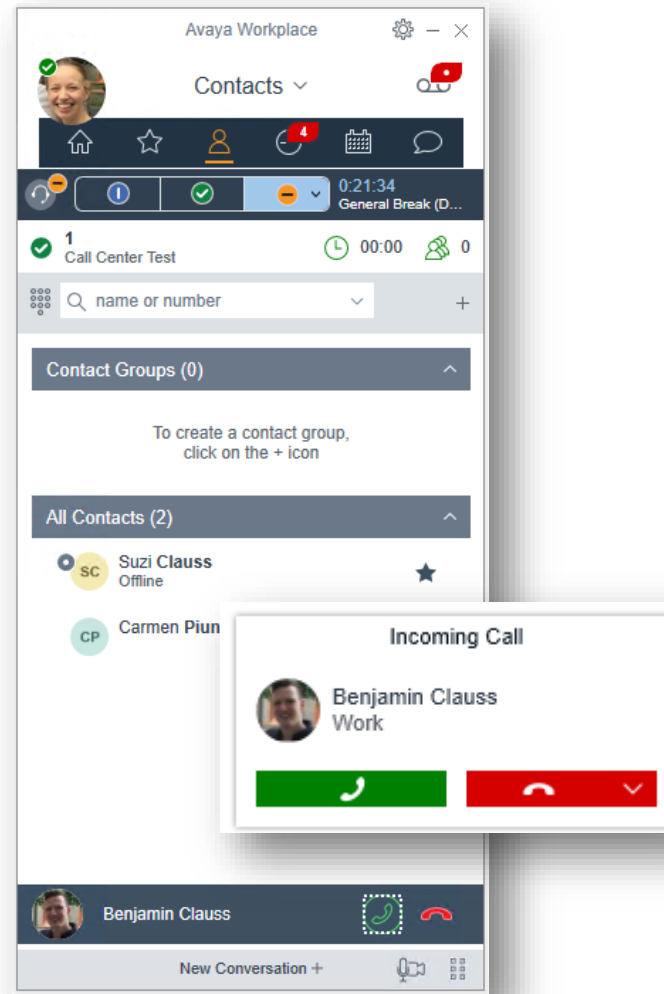 Avaya Workplace
Contacts
4
0:21:34
General Break (D...
1
Call Center Test
00:00
0
name or number
Contact Groups (0)
To create a contact group,
click on the + icon
All Contacts (2)
SC
Suzi Clauss
Offline
CP
Carmen Piun
Incoming Call
Benjamin Clauss
Work
Benjamin Clauss
New Conversation +